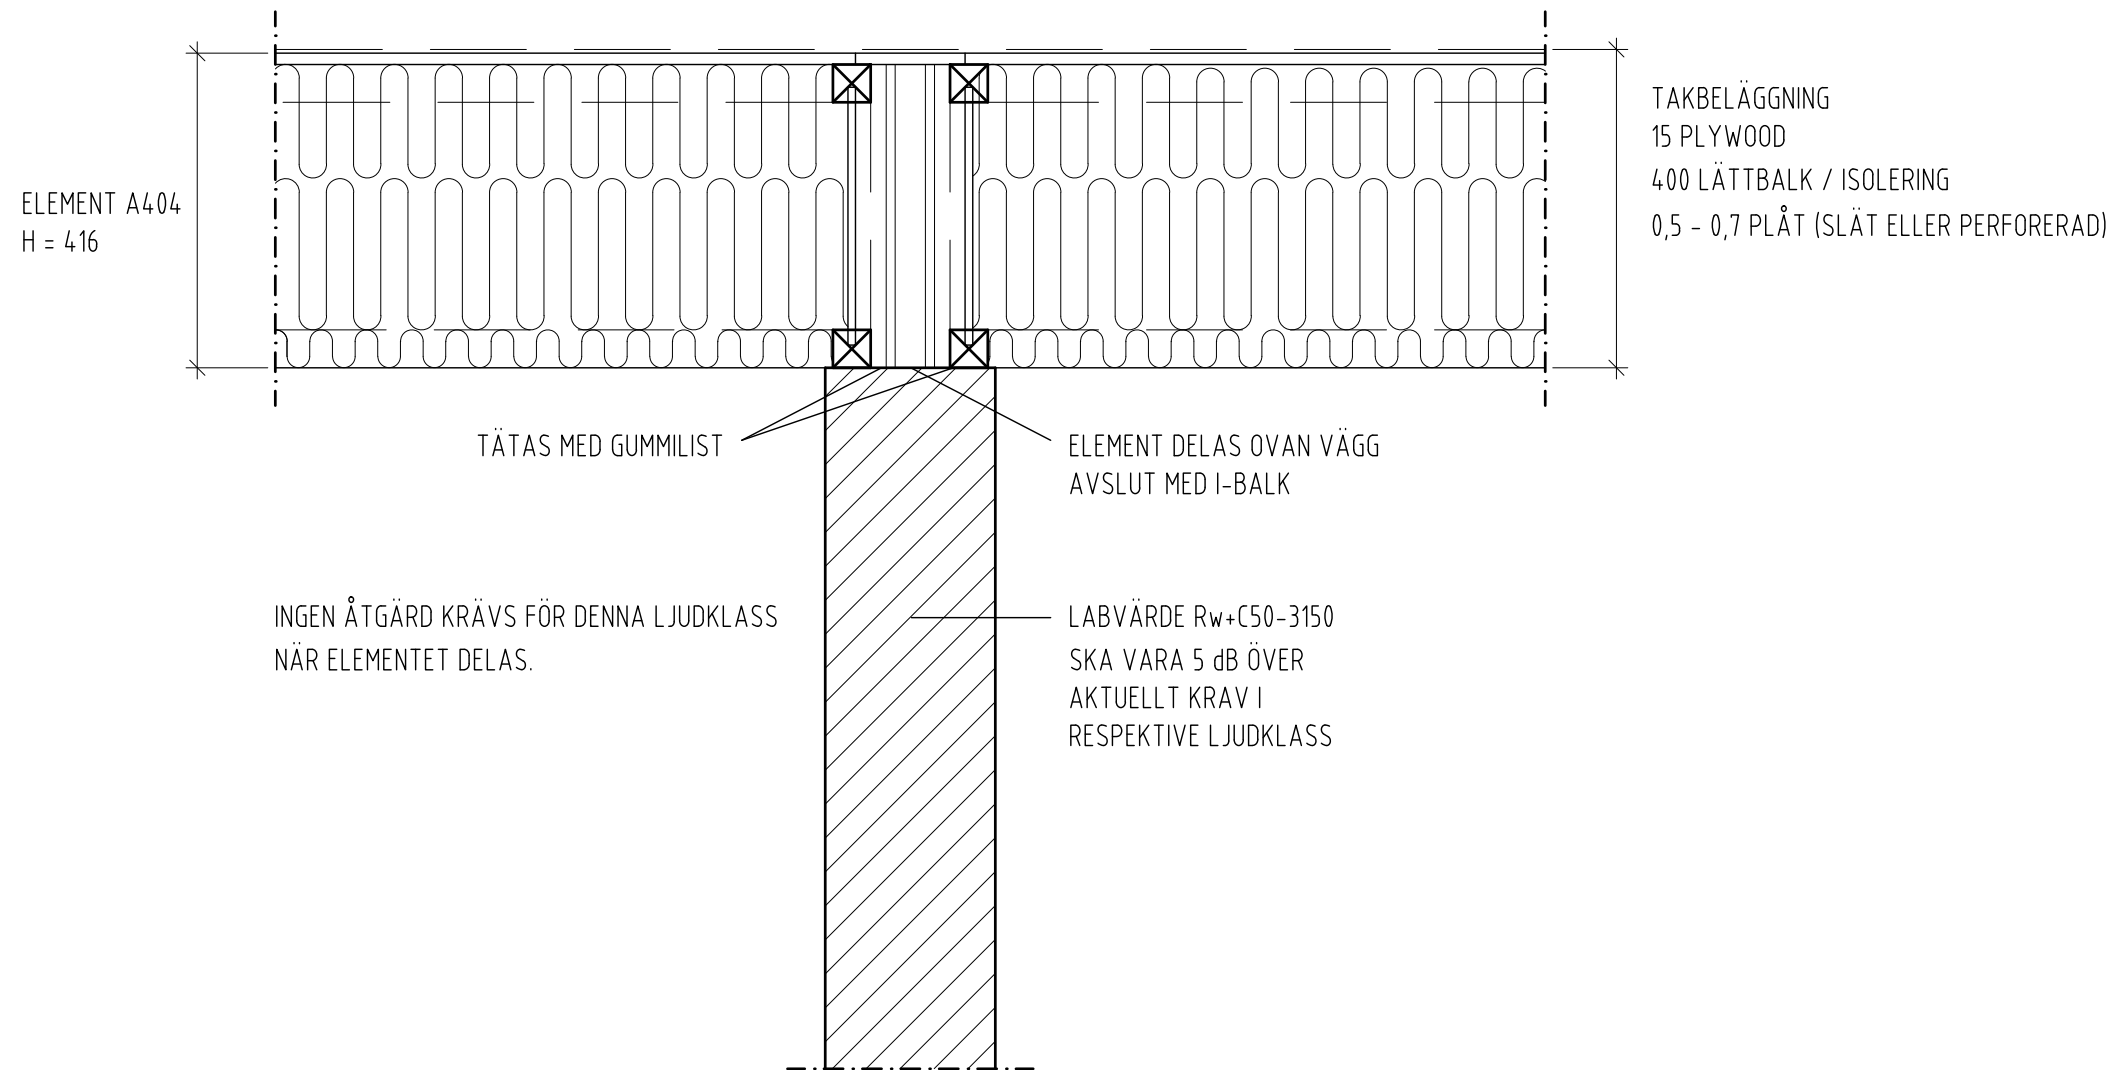 ELEMENT A404
H = 416
TAKBELÄGGNING
15 PLYWOOD
400 LÄTTBALK / ISOLERING
0,5 - 0,7 PLÅT (SLÄT ELLER PERFORERAD)
TÄTAS MED GUMMILIST
ELEMENT DELAS OVAN VÄGG
AVSLUT MED I-BALK
INGEN ÅTGÄRD KRÄVS FÖR DENNA LJUDKLASS
NÄR ELEMENTET DELAS.
LABVÄRDE Rw+C50-3150
SKA VARA 5 dB ÖVER
AKTUELLT KRAV I
RESPEKTIVE LJUDKLASS